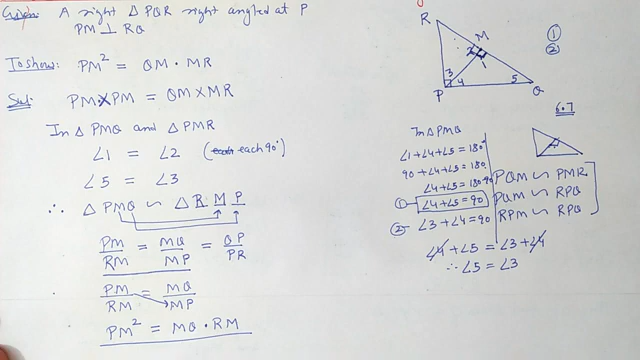 Given: A right △ PQR right angled at P
PM ⊥ RQ
To show: PM² = QM · MR
Sol: PM × PM = QM × MR
In △ PMQ and △ PMR
∠1 = ∠2 (each each 90°)
∠5 = ∠3
∴ △ PMQ ∽ △ R M P
PM/RM = MQ/MP = QP/PR
PM/RM = MQ/MP
PM² = MQ · RM
R
M
2
1
3
4
5
P
Q
①
②
6.7
In △ PMQ
∠1 + ∠4 + ∠5 = 180°
90 + ∠4 + ∠5 = 180
∠4 + ∠5 = 180 - 90
① ∠4 + ∠5 = 90
② ∠3 + ∠4 = 90
∠4 + ∠5 = ∠3 + ∠4
∴ ∠5 = ∠3
PQM ∽ PMR
PQM ∽ RPQ
RPM ∽ RPQ